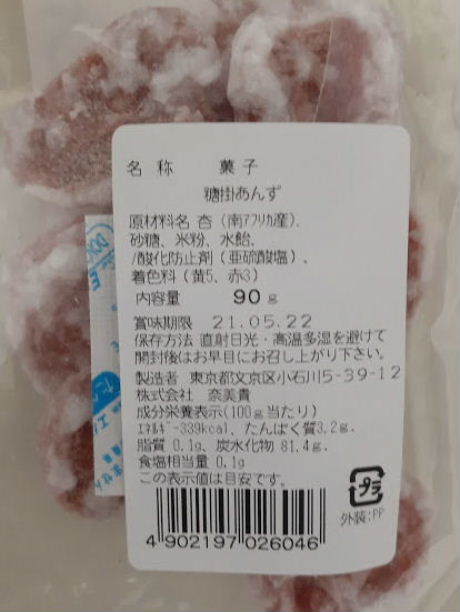 名 称 菓子
糖掛あんず
原材料名 杏（南アフリカ産）、
砂糖、米粉、水飴、
/酸化防止剤（亜硫酸塩）、
着色料（黄5、赤3）
内容量 90g
賞味期限 21.05.22
保存方法 直射日光・高温多湿を避けて
開封後はお早目にお召し上がり下さい。
製造者 東京都文京区小石川5-39-12
株式会社 奈美貴
成分栄養表示(100g当たり)
エネルギｰ339kcal、たんぱく質3.2g、
脂質 0.1g、炭水化物 81.4g、
食塩相当量 0.1g
この表示値は目安です。
プラ
外装:PP
4902197026046